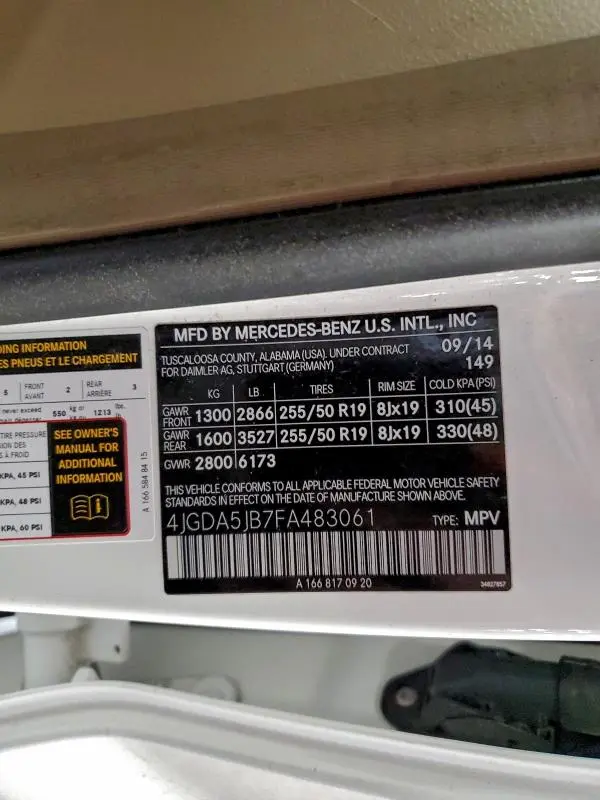 DING INFORMATION
ES PNEUS ET LE CHARGEMENT
5 FRONT AVANT 2 REAR ARRIÈRE 3
never exceed 550 kg or 1213 lbs.
TIRE PRESSURE
SION DES
S À FROID
KPA, 45 PSI
KPA, 48 PSI
KPA, 60 PSI
SEE OWNER'S
MANUAL FOR
ADDITIONAL
INFORMATION
A 166 584 84 15
MFD BY MERCEDES-BENZ U.S. INTL., INC
TUSCALOOSA COUNTY, ALABAMA (USA). UNDER CONTRACT 09/14
FOR DAIMLER AG, STUTTGART (GERMANY) 149
KG LB TIRES RIM SIZE COLD KPA (PSI)
GAWR FRONT 1300 2866 255/50 R19 8Jx19 310(45)
GAWR REAR 1600 3527 255/50 R19 8Jx19 330(48)
GVWR 2800 6173
THIS VEHICLE CONFORMS TO ALL APPLICABLE FEDERAL MOTOR VEHICLE SAFETY
STANDARDS IN EFFECT ON THE DATE OF MANUFACTURE SHOWN ABOVE.
4JGDA5JB7FA483061 TYPE: MPV
A 166 817 09 20
34827857